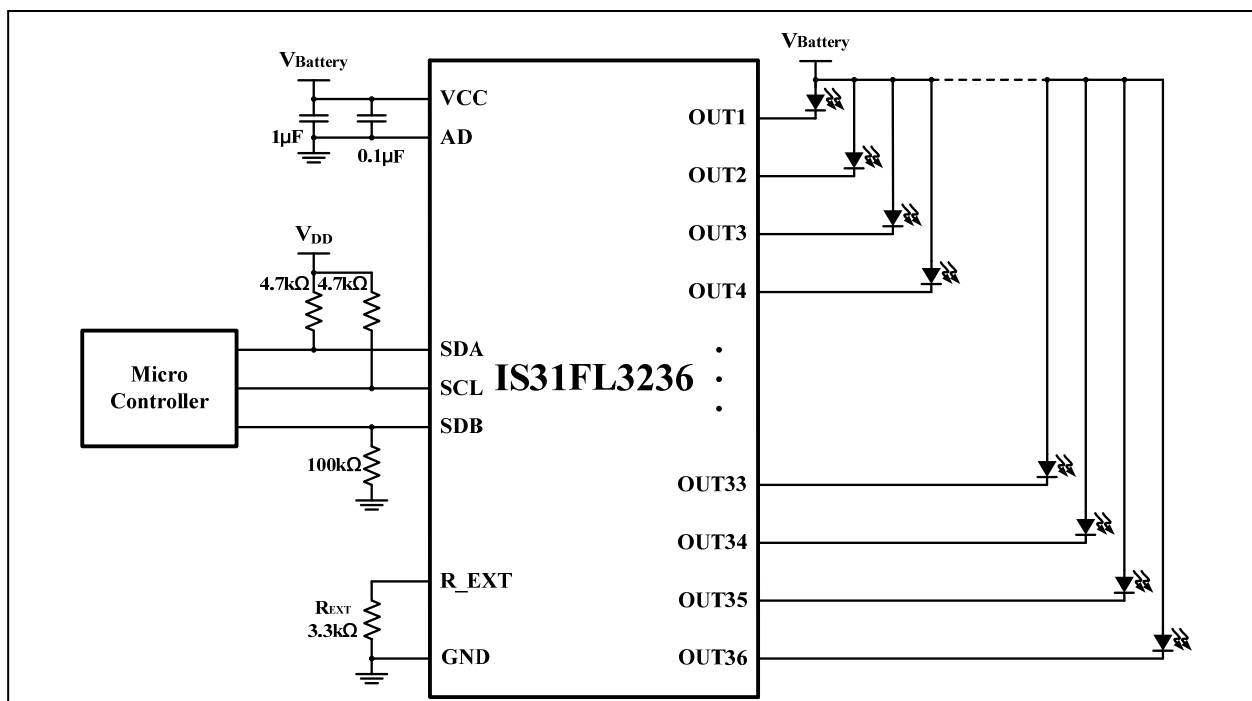 VBattery
VCC
1µF
0.1µF
AD
VDD
4.7kΩ 4.7kΩ
Micro
Controller
SDA
SCL
SDB
100kΩ
R_EXT
REXT
3.3kΩ
GND
IS31FL3236
VBattery
OUT1
OUT2
OUT3
OUT4
OUT33
OUT34
OUT35
OUT36